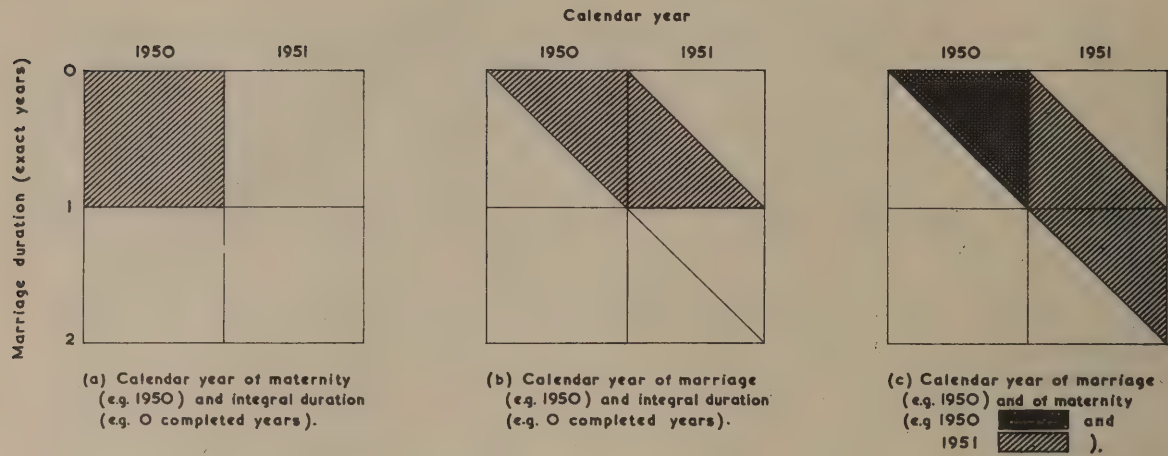 Calendar year
1950 1951
1950 1951
1950 1951
Marriage duration (exact years)
0
1
2
(a) Calendar year of maternity
(e.g. 1950) and integral duration
(e.g. 0 completed years).
(b) Calendar year of marriage
(e.g. 1950) and integral duration
(e.g. 0 completed years).
(c) Calendar year of marriage
(e.g. 1950) and of maternity
(e.g 1950 and
1951 ).